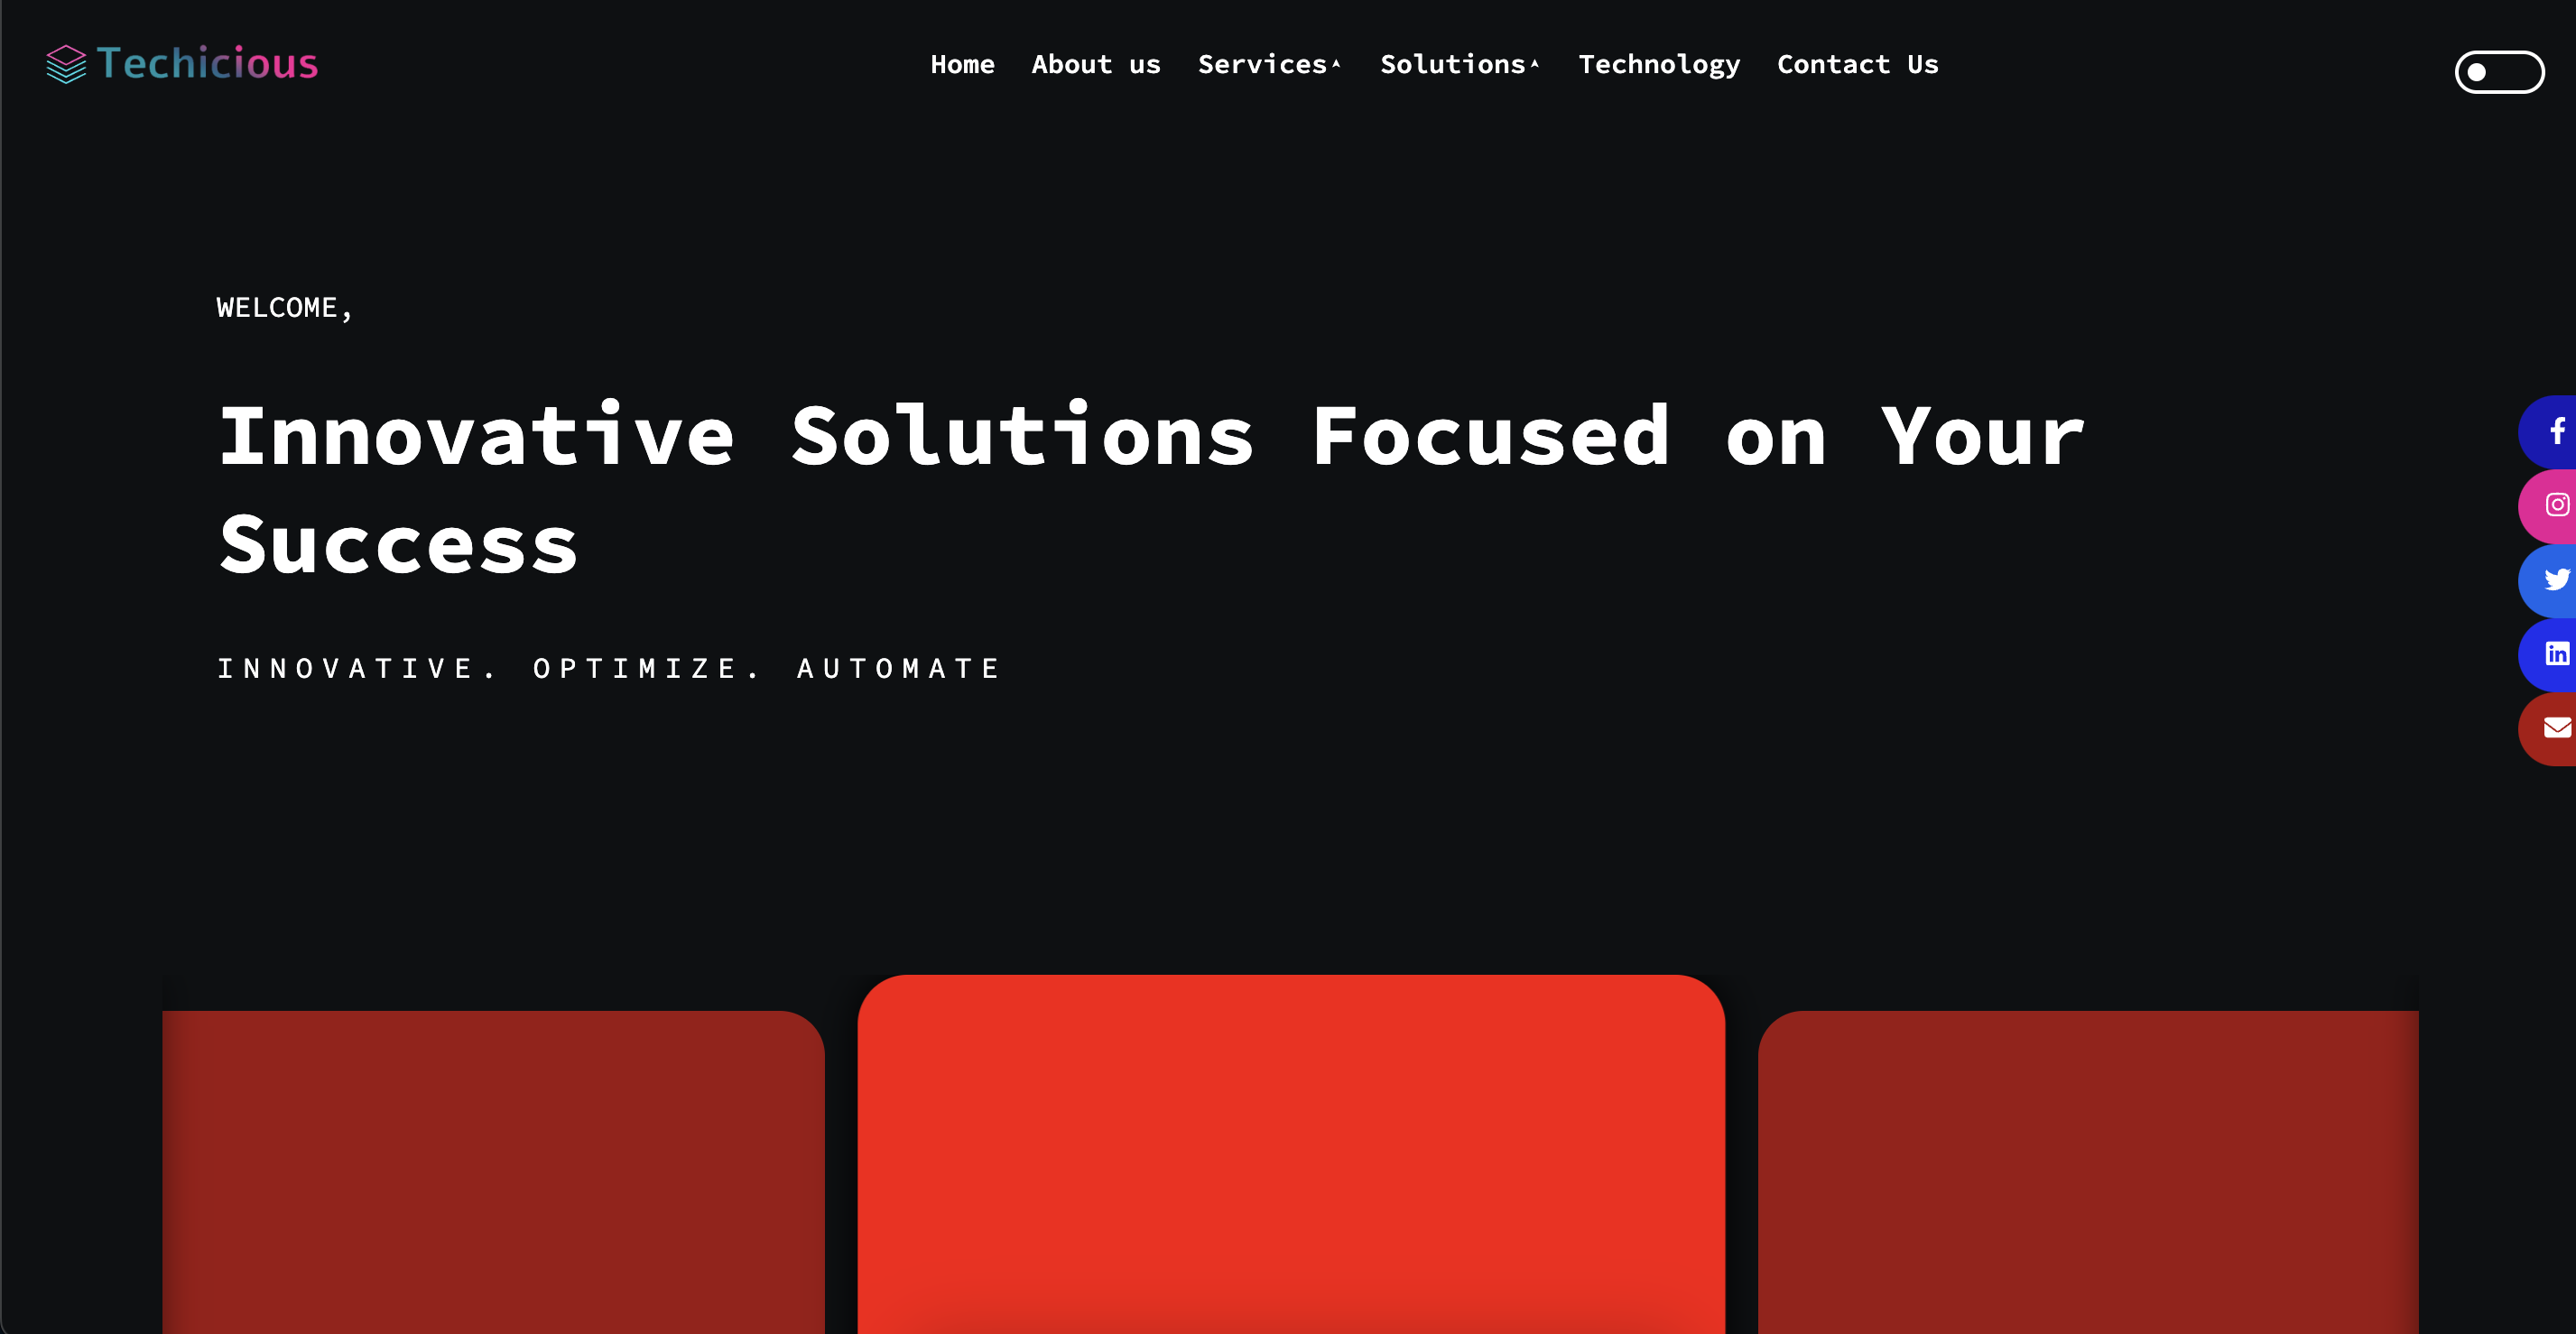 Techicious
Home About us Services Solutions Technology Contact Us
WELCOME,
Innovative Solutions Focused on Your
Success
INNOVATIVE. OPTIMIZE. AUTOMATE